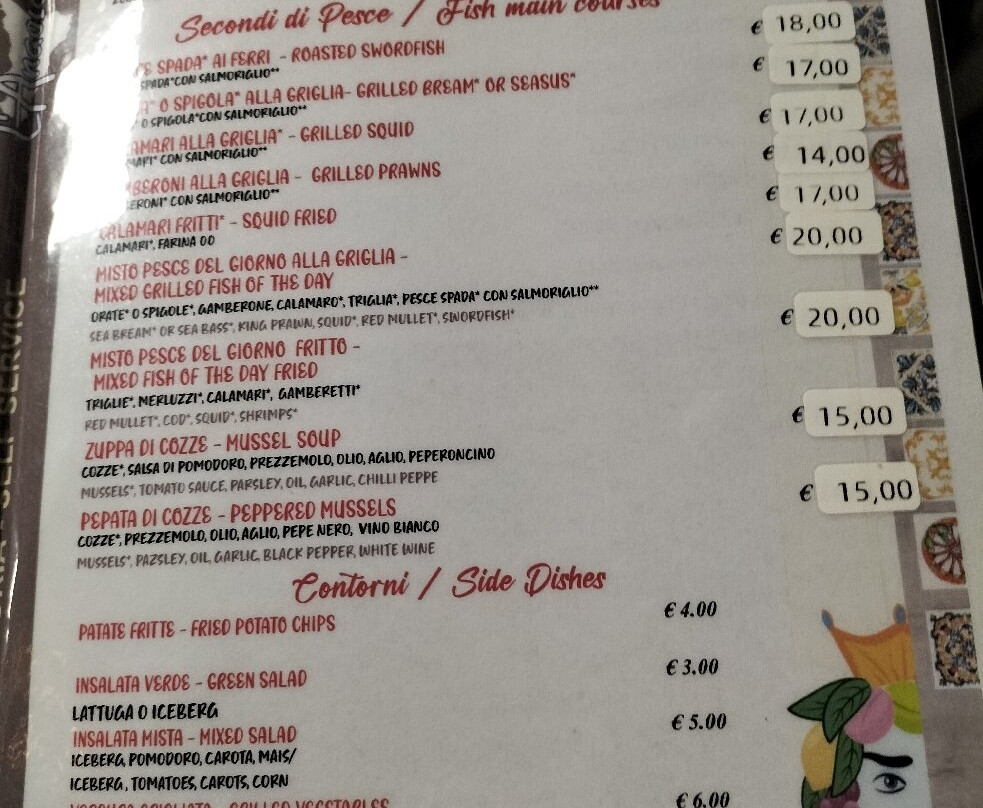 Secondi di Pesce / Fish main courses
SPADA* AI FERRI - ROASTED SWORDFISH € 18,00
SPADA*CON SALMORIGLIO**
O SPIGOLA* ALLA GRIGLIA- GRILLED BREAM* OR SEASUS* € 17,00
O SPIGOLA*CON SALMORIGLIO**
AMARI ALLA GRIGLIA* - GRILLED SQUID € 17,00
MARI* CON SALMORIGLIO**
BERONI ALLA GRIGLIA - GRILLED PRAWNS € 14,00
ERONI* CON SALMORIGLIO**
CALAMARI FRITTI* - SQUID FRIED € 17,00
CALAMARI*, FARINA 00
MISTO PESCE DEL GIORNO ALLA GRIGLIA - € 20,00
MIXED GRILLED FISH OF THE DAY
ORATE* O SPIGOLE*, GAMBERONE, CALAMARO*, TRIGLIA*, PESCE SPADA* CON SALMORIGLIO**
SEA BREAM* OR SEA BASS*, KING PRAWN, SQUID*, RED MULLET*, SWORDFISH*
MISTO PESCE DEL GIORNO FRITTO - € 20,00
MIXED FISH OF THE DAY FRIED
TRIGLIE*, MERLUZZI*, CALAMARI*, GAMBERETTI*
RED MULLET*, COD*, SQUID*, SHRIMPS*
ZUPPA DI COZZE - MUSSEL SOUP € 15,00
COZZE*, SALSA DI POMODORO, PREZZEMOLO, OLIO, AGLIO, PEPERONCINO
MUSSELS*, TOMATO SAUCE, PARSLEY, OIL, GARLIC, CHILLI PEPPE
PEPATA DI COZZE - PEPPERED MUSSELS € 15,00
COZZE*, PREZZEMOLO, OLIO, AGLIO, PEPE NERO, VINO BIANCO
MUSSELS*, PAZSLEY, OIL, GARLIC, BLACK PEPPER, WHITE WINE
Contorni / Side Dishes
PATATE FRITTE - FRIED POTATO CHIPS € 4.00
INSALATA VERDE - GREEN SALAD € 3.00
LATTUGA O ICEBERG
INSALATA MISTA - MIXED SALAD € 5.00
ICEBERG, POMODORO, CAROTA, MAIS/
ICEBERG, TOMATOES, CAROTS, CORN
GRILLED VEGETABLES € 6.00
SELF SERVICE